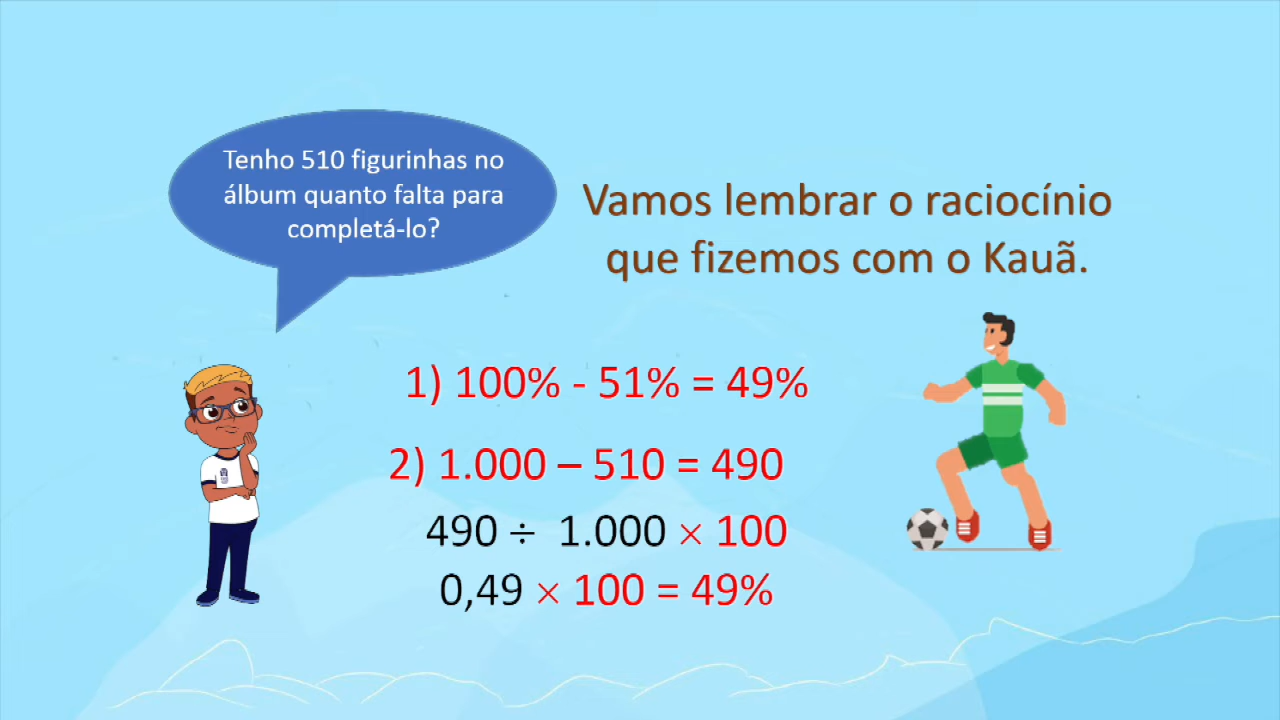 Tenho 510 figurinhas no
álbum quanto falta para
completá-lo?
Vamos lembrar o raciocínio
que fizemos com o Kauã.
1) 100% - 51% = 49%
2) 1.000 – 510 = 490
490 ÷ 1.000 × 100
0,49 × 100 = 49%